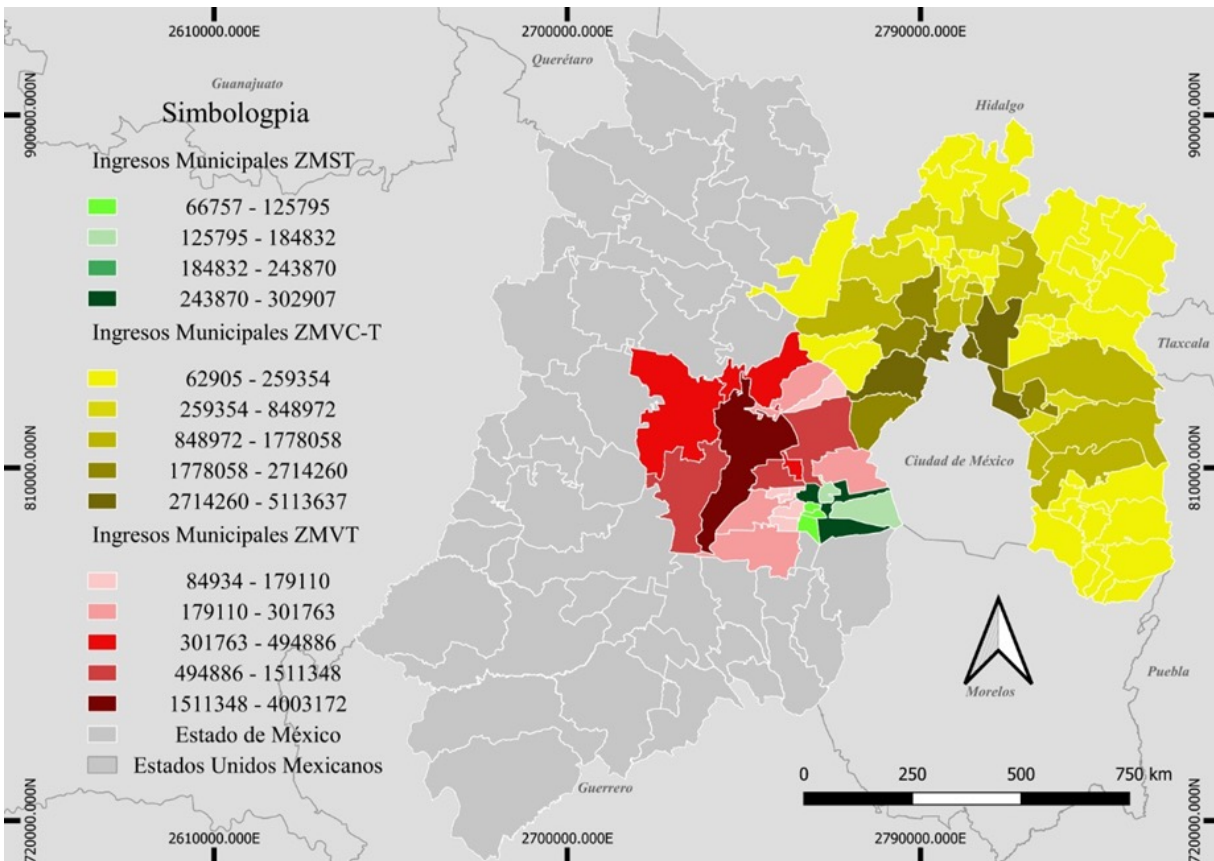 2610000.000E
2700000.000E
2790000.000E
Querétaro
Guanajuato
Hidalgo
900000.000N
900000.000N
Simbologpia
Ingresos Municipales ZMST
66757 - 125795
125795 - 184832
184832 - 243870
243870 - 302907
Ingresos Municipales ZMVC-T
62905 - 259354
259354 - 848972
848972 - 1778058
1778058 - 2714260
2714260 - 5113637
Ingresos Municipales ZMVT
84934 - 179110
179110 - 301763
301763 - 494886
494886 - 1511348
1511348 - 4003172
Estado de México
Estados Unidos Mexicanos
Tlaxcala
810000.000N
810000.000N
Ciudad de México
Puebla
Morelos
Guerrero
0 250 500 750 km
720000.000N
720000.000N
2610000.000E
2700000.000E
2790000.000E